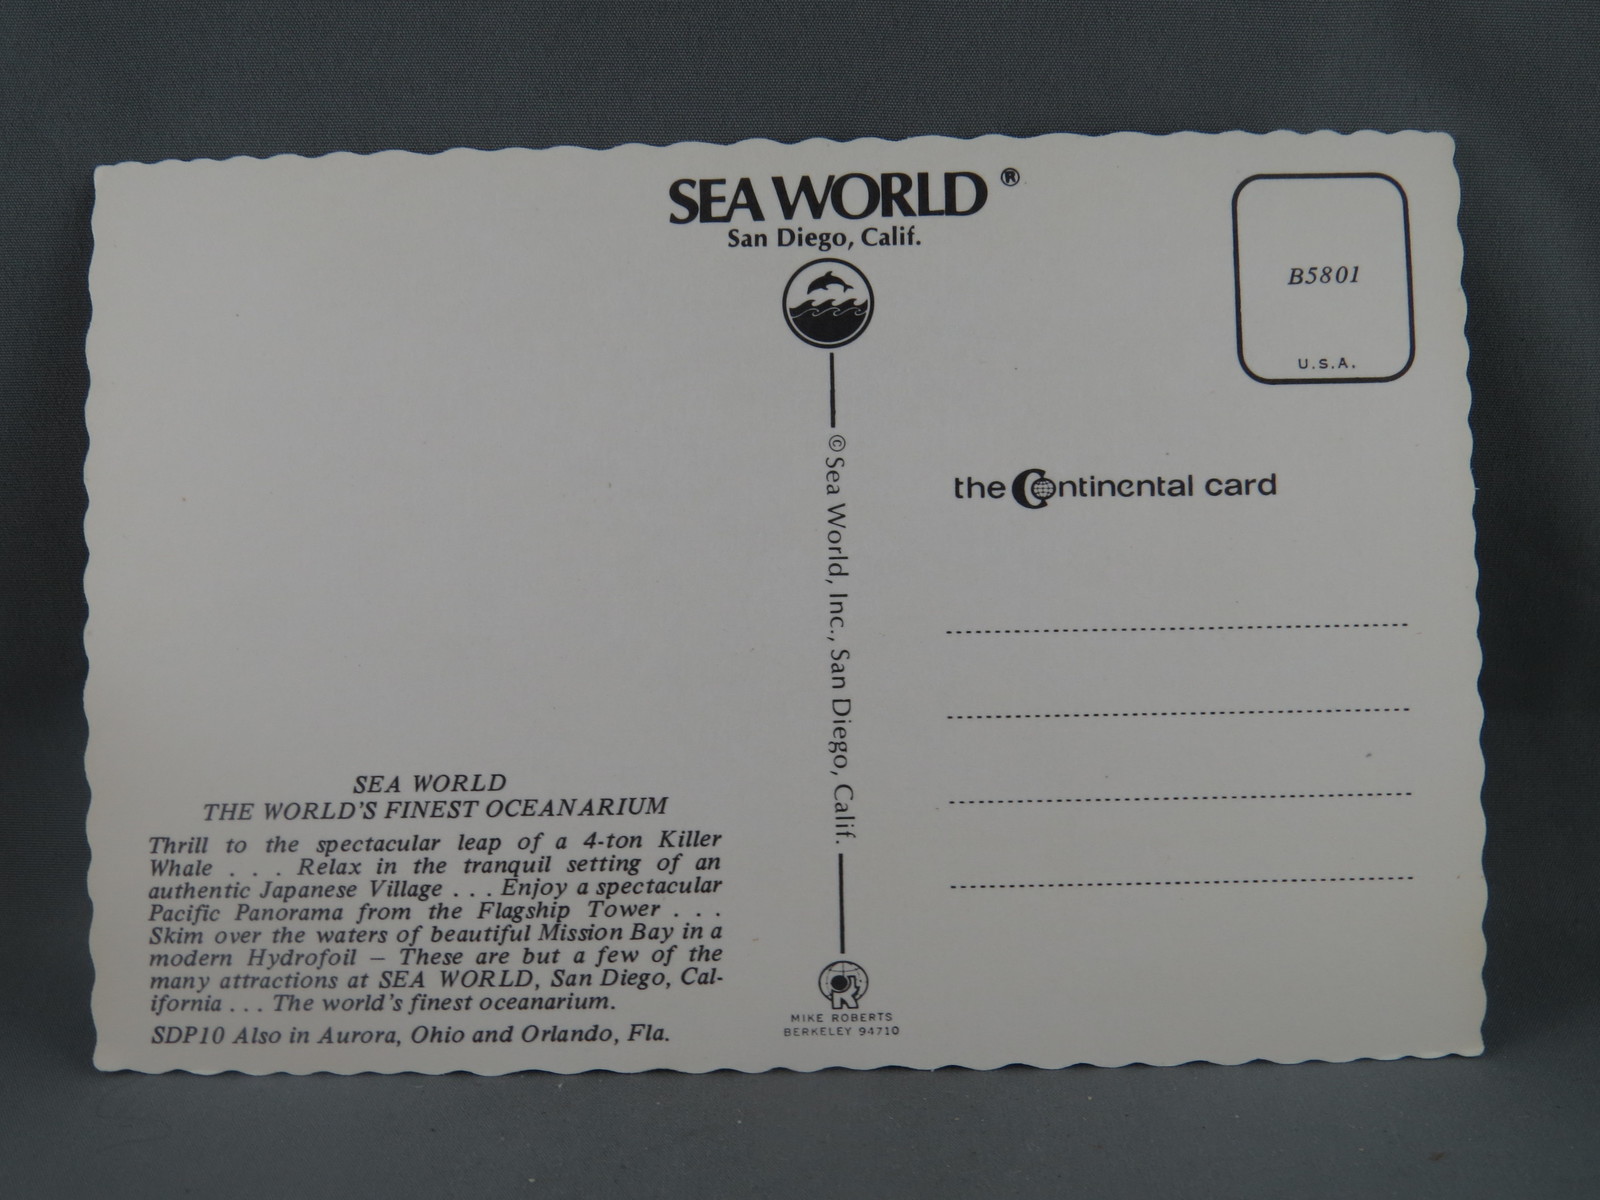 SEA WORLD ®
San Diego, Calif.
B5801
U.S.A.
© Sea World, Inc., San Diego, Calif.
the Continental card
SEA WORLD
THE WORLD'S FINEST OCEANARIUM
Thrill to the spectacular leap of a 4-ton Killer
Whale . . . Relax in the tranquil setting of an
authentic Japanese Village . . . Enjoy a spectacular
Pacific Panorama from the Flagship Tower . . .
Skim over the waters of beautiful Mission Bay in a
modern Hydrofoil – These are but a few of the
many attractions at SEA WORLD, San Diego, Cal-
ifornia . . . The world's finest oceanarium.
SDP10 Also in Aurora, Ohio and Orlando, Fla.
MIKE ROBERTS
BERKELEY 94710